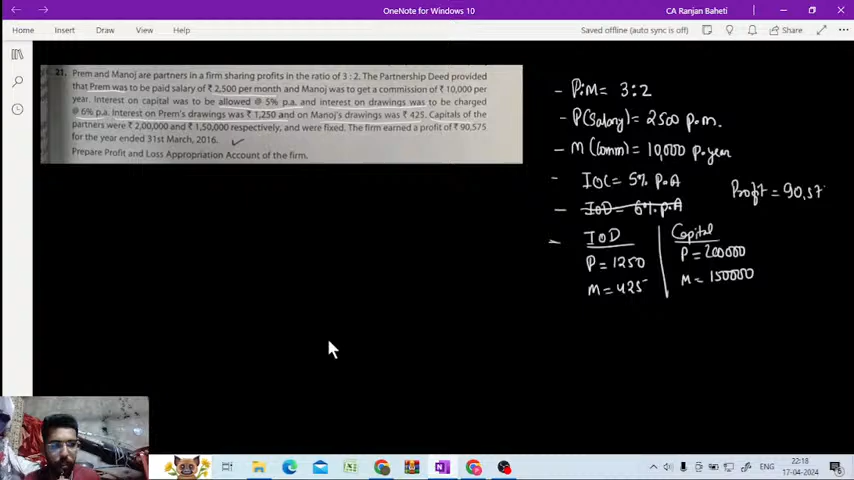 OneNote for Windows 10
CA Ranjan Baheti
Home Insert Draw View Help
Saved offline (auto sync off)
Share
21. Prem and Manoj are partners in a firm sharing profits in the ratio of 3 : 2. The Partnership Deed provided
that Prem was to be paid salary of ₹ 2,500 per month and Manoj was to get a commission of ₹ 10,000 per
year. Interest on capital was to be allowed @ 5% p.a. and interest on drawings was to be charged
@ 6% p.a. Interest on Prem's drawings was ₹ 1,250 and on Manoj's drawings was ₹ 425. Capitals of the
partners were ₹ 2,00,000 and ₹ 1,50,000 respectively, and were fixed. The firm earned a profit of ₹ 90,575
for the year ended 31st March, 2016.
Prepare Profit and Loss Appropriation Account of the firm.
- P:M = 3:2
- P(Salary) = 2500 p.m.
- M (Comm) = 10,000 p.year
- IOC = 5% P.A
- IOD = 6% P.A
Profit = 90,57
- IOD
P = 1250
M = 425
Capital
P = 200000
M = 150000
ENG
22:18
17-04-2024